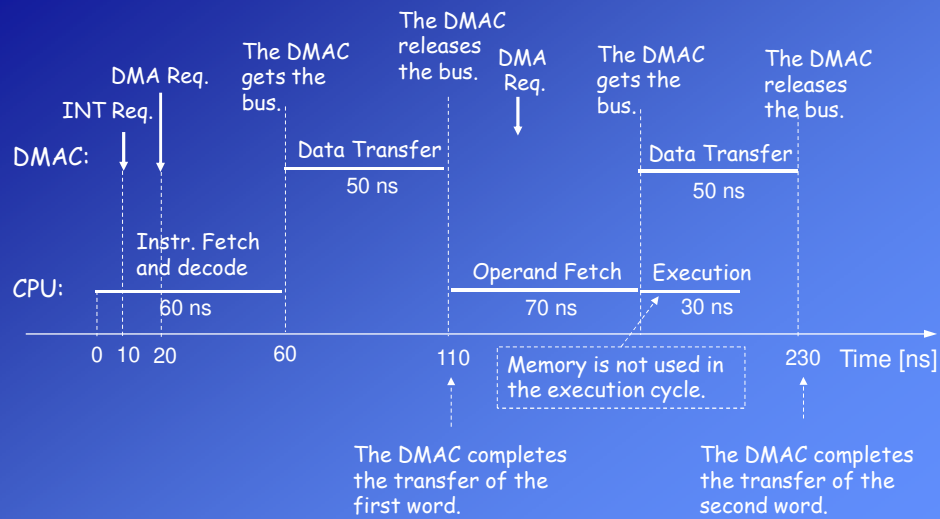 The DMAC
gets the
bus.
The DMAC
releases
the bus.
DMA
Req.
The DMAC
gets the
bus.
The DMAC
releases
the bus.
DMA Req.
INT Req.
DMAC:
Data Transfer
50 ns
Data Transfer
50 ns
CPU:
Instr. Fetch
and decode
60 ns
Operand Fetch
70 ns
Execution
30 ns
0 10 20 60 110 230 Time [ns]
Memory is not used in
the execution cycle.
The DMAC completes
the transfer of the
first word.
The DMAC completes
the transfer of the
second word.